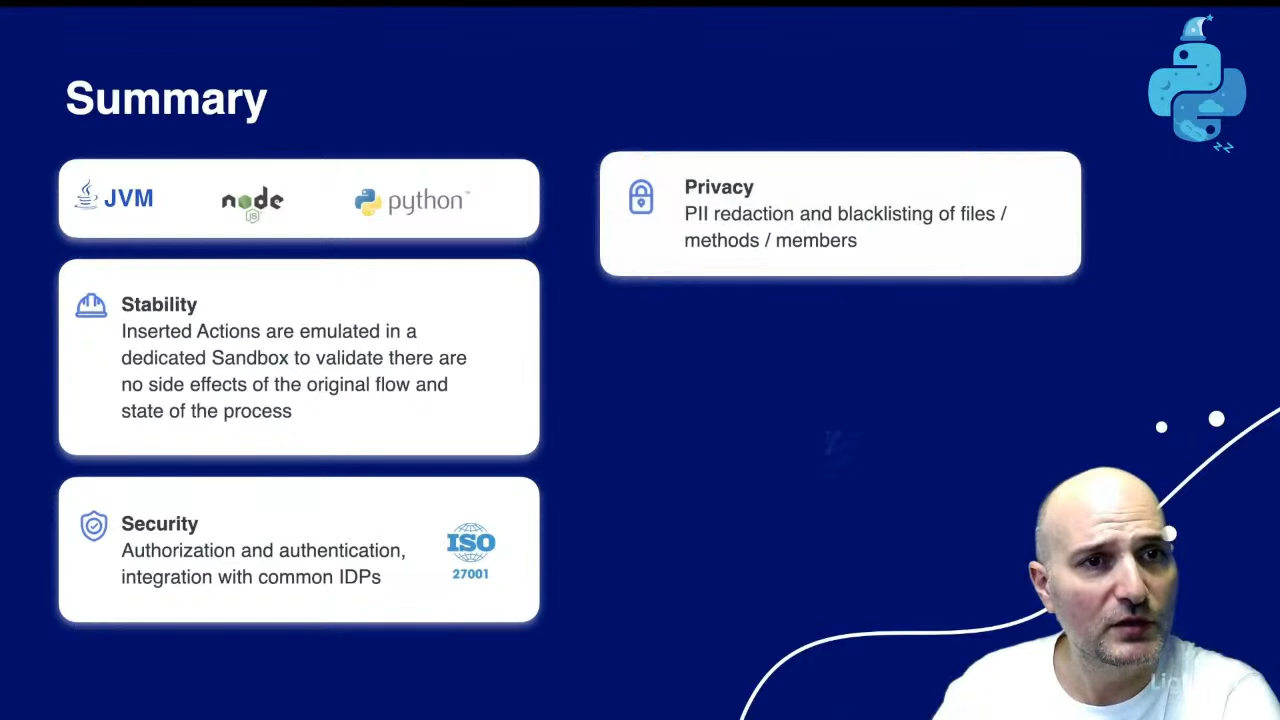 Summary
JVM
node
JS
python™
Stability
Inserted Actions are emulated in a
dedicated Sandbox to validate there are
no side effects of the original flow and
state of the process
Security
Authorization and authentication,
integration with common IDPs
ISO
27001
Privacy
PII redaction and blacklisting of files /
methods / members
z z